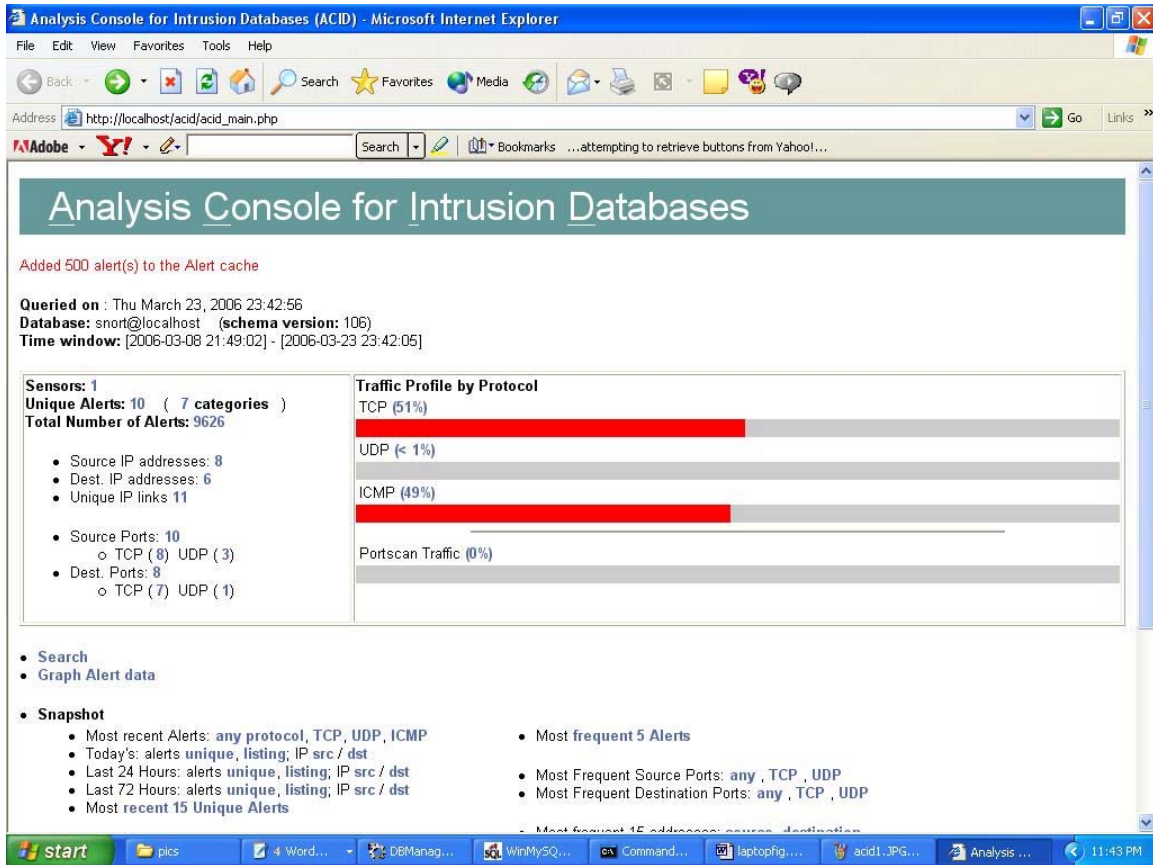 Analysis Console for Intrusion Databases (ACID) - Microsoft Internet Explorer
File Edit View Favorites Tools Help
Back Search Favorites Media
Address http://localhost/acid/acid_main.php Go Links »
Adobe Y! Search Bookmarks ...attempting to retrieve buttons from Yahoo!...
Analysis Console for Intrusion Databases
Added 500 alert(s) to the Alert cache
Queried on : Thu March 23, 2006 23:42:56
Database: snort@localhost (schema version: 106)
Time window: [2006-03-08 21:49:02] - [2006-03-23 23:42:05]
Sensors: 1
Unique Alerts: 10 ( 7 categories )
Total Number of Alerts: 9626
Source IP addresses: 8
Dest. IP addresses: 6
Unique IP links 11
Source Ports: 10
TCP ( 8) UDP ( 3)
Dest. Ports: 8
TCP ( 7) UDP ( 1)
Traffic Profile by Protocol
TCP (51%)
UDP (< 1%)
ICMP (49%)
Portscan Traffic (0%)
Search
Graph Alert data
Snapshot
Most recent Alerts: any protocol, TCP, UDP, ICMP
Today's: alerts unique, listing; IP src / dst
Last 24 Hours: alerts unique, listing; IP src / dst
Last 72 Hours: alerts unique, listing; IP src / dst
Most recent 15 Unique Alerts
Most frequent 5 Alerts
Most Frequent Source Ports: any , TCP , UDP
Most Frequent Destination Ports: any , TCP , UDP
Most frequent 15 addresses: source, destination
start pics 4 Word... DBManag... WinMySQ... Command... laptopfig.... acid1.JPG... Analysis ... 11:43 PM